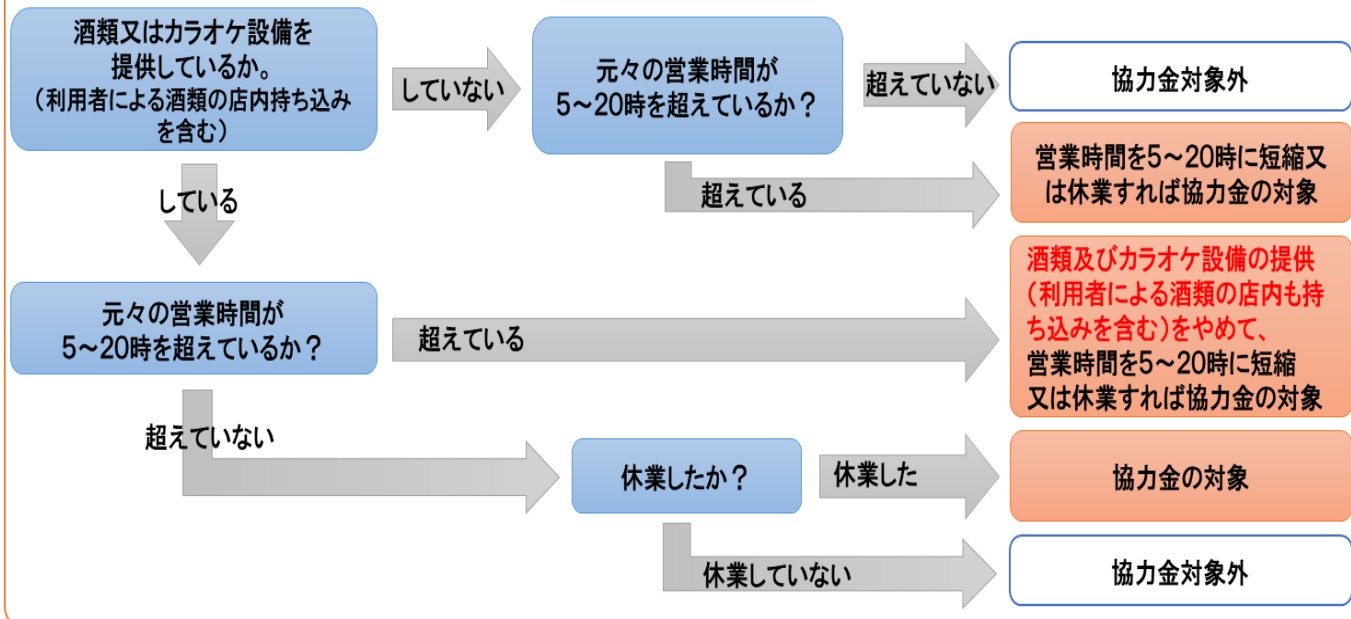 酒類又はカラオケ設備を
提供しているか。
（利用者による酒類の店内持ち込み
を含む）
していない
元々の営業時間が
5～20時を超えているか？
超えていない
協力金対象外
超えている
営業時間を5～20時に短縮又
は休業すれば協力金の対象
している
元々の営業時間が
5～20時を超えているか？
超えている
酒類及びカラオケ設備の提供
（利用者による酒類の店内も持
ち込みを含む）をやめて、
営業時間を5～20時に短縮
又は休業すれば協力金の対象
超えていない
休業したか？
休業した
協力金の対象
休業していない
協力金対象外